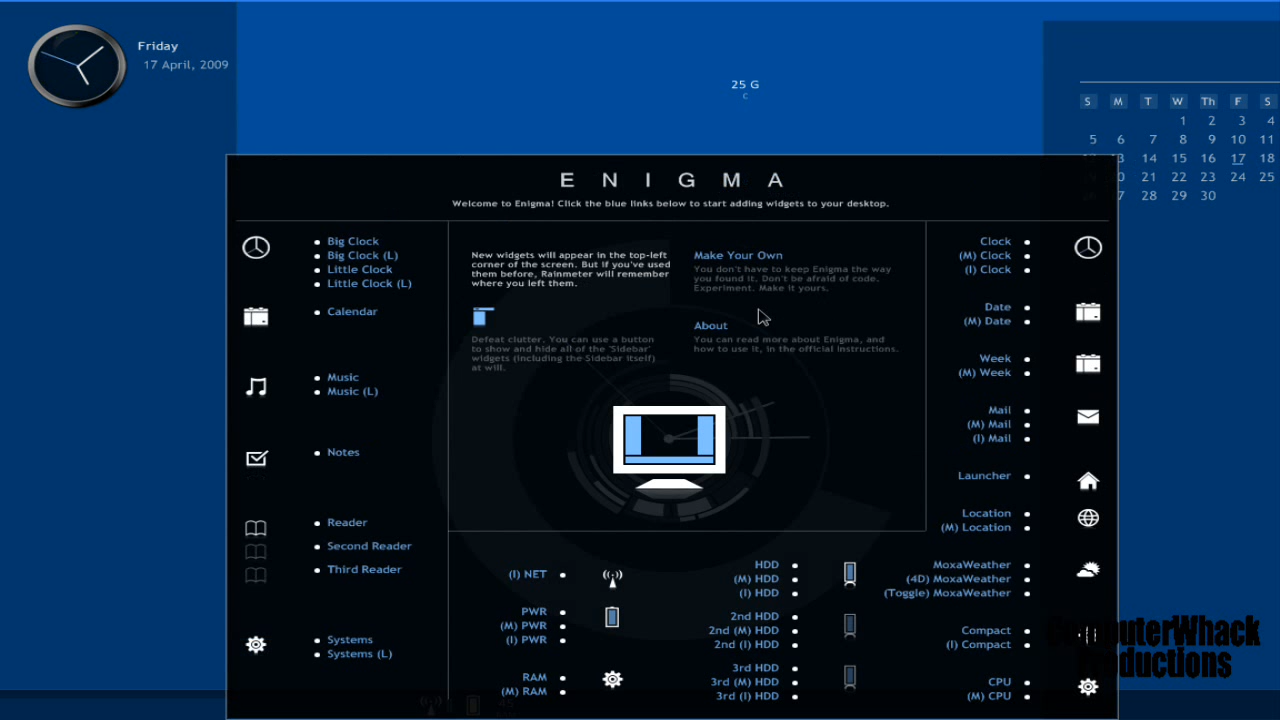 Friday
17 April, 2009
25 G
C
S M T W Th F S
1 2 3 4
5 6 7 8 9 10 11
13 14 15 16 17 18
20 21 22 23 24 25
27 28 29 30
ENIGMA
Welcome to Enigma! Click the blue links below to start adding widgets to your desktop.
Big Clock
Big Clock (L)
Little Clock
Little Clock (L)
Calendar
Music
Music (L)
Notes
Reader
Second Reader
Third Reader
Systems
Systems (L)
New widgets will appear in the top-left
corner of the screen. But if you've used
them before, Rainmeter will remember
where you left them.
Defeat clutter. You can use a button
to show and hide all of the 'Sidebar'
widgets (including the Sidebar itself)
at will.
Make Your Own
You don't have to keep Enigma the way
you found it. Don't be afraid of code.
Experiment. Make it yours.
About
You can read more about Enigma, and
how to use it, in the official instructions.
(I) NET
PWR
(M) PWR
(I) PWR
RAM
(M) RAM
HDD
(M) HDD
(I) HDD
2nd HDD
2nd (M) HDD
2nd (I) HDD
3rd HDD
3rd (M) HDD
3rd (I) HDD
Clock
(M) Clock
(I) Clock
Date
(M) Date
Week
(M) Week
Mail
(M) Mail
(I) Mail
Launcher
Location
(M) Location
MoxaWeather
(4D) MoxaWeather
(Toggle) MoxaWeather
Compact
(I) Compact
CPU
(M) CPU
ComputerWhack
Productions